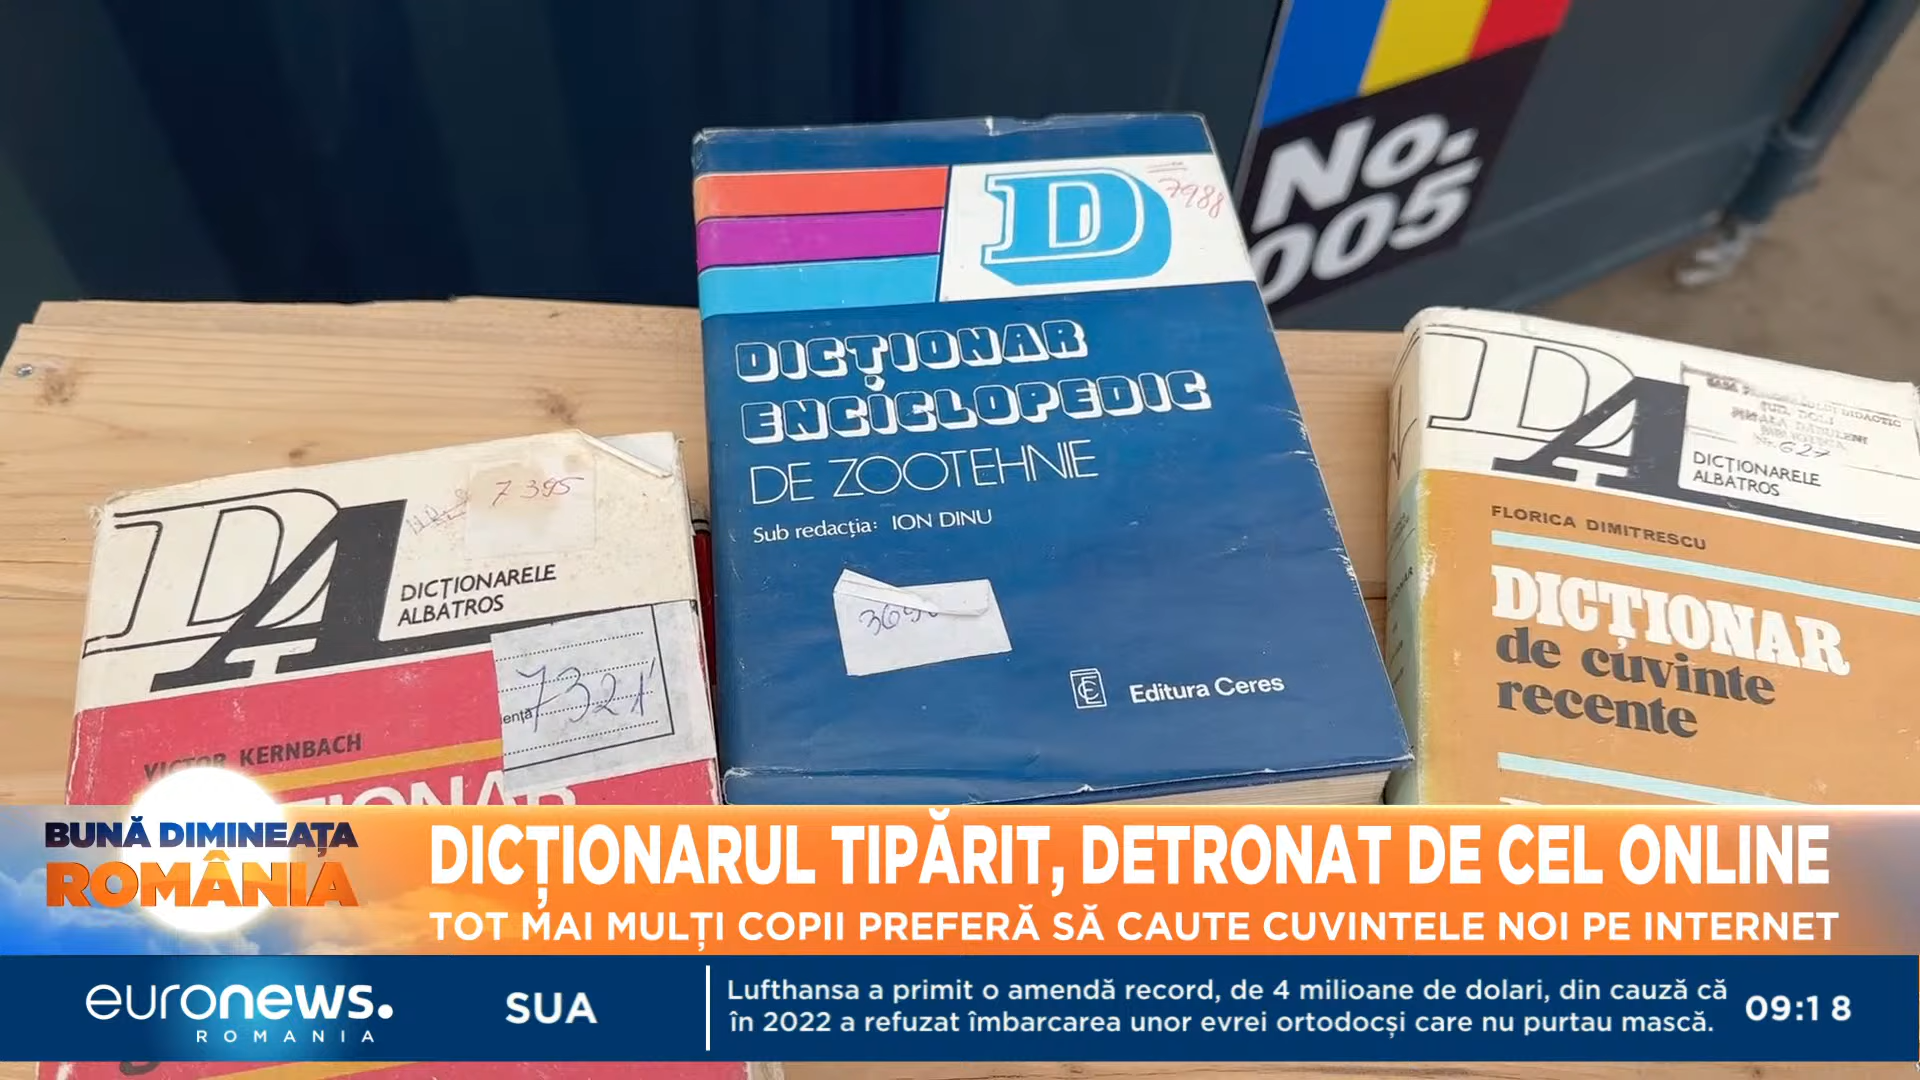 No.
005
D
7988
DICȚIONAR
ENCICLOPEDIC
DE ZOOTEHNIE
Sub redacția: ION DINU
Editura Ceres
DA
7395
DICȚIONARELE
ALBATROS
7321
VICTOR KERNBACH
DA
Nr. 627
DICȚIONARELE
ALBATROS
FLORICA DIMITRESCU
DICȚIONAR
de cuvinte
recente
BUNĂ DIMINEAȚA
ROMÂNIA
DICȚIONARUL TIPĂRIT, DETRONAT DE CEL ONLINE
TOT MAI MULȚI COPII PREFERĂ SĂ CAUTE CUVINTELE NOI PE INTERNET
euronews.
ROMANIA
SUA
Lufthansa a primit o amendă record, de 4 milioane de dolari, din cauză că
în 2022 a refuzat îmbarcarea unor evrei ortodocși care nu purtau mască.
09:18